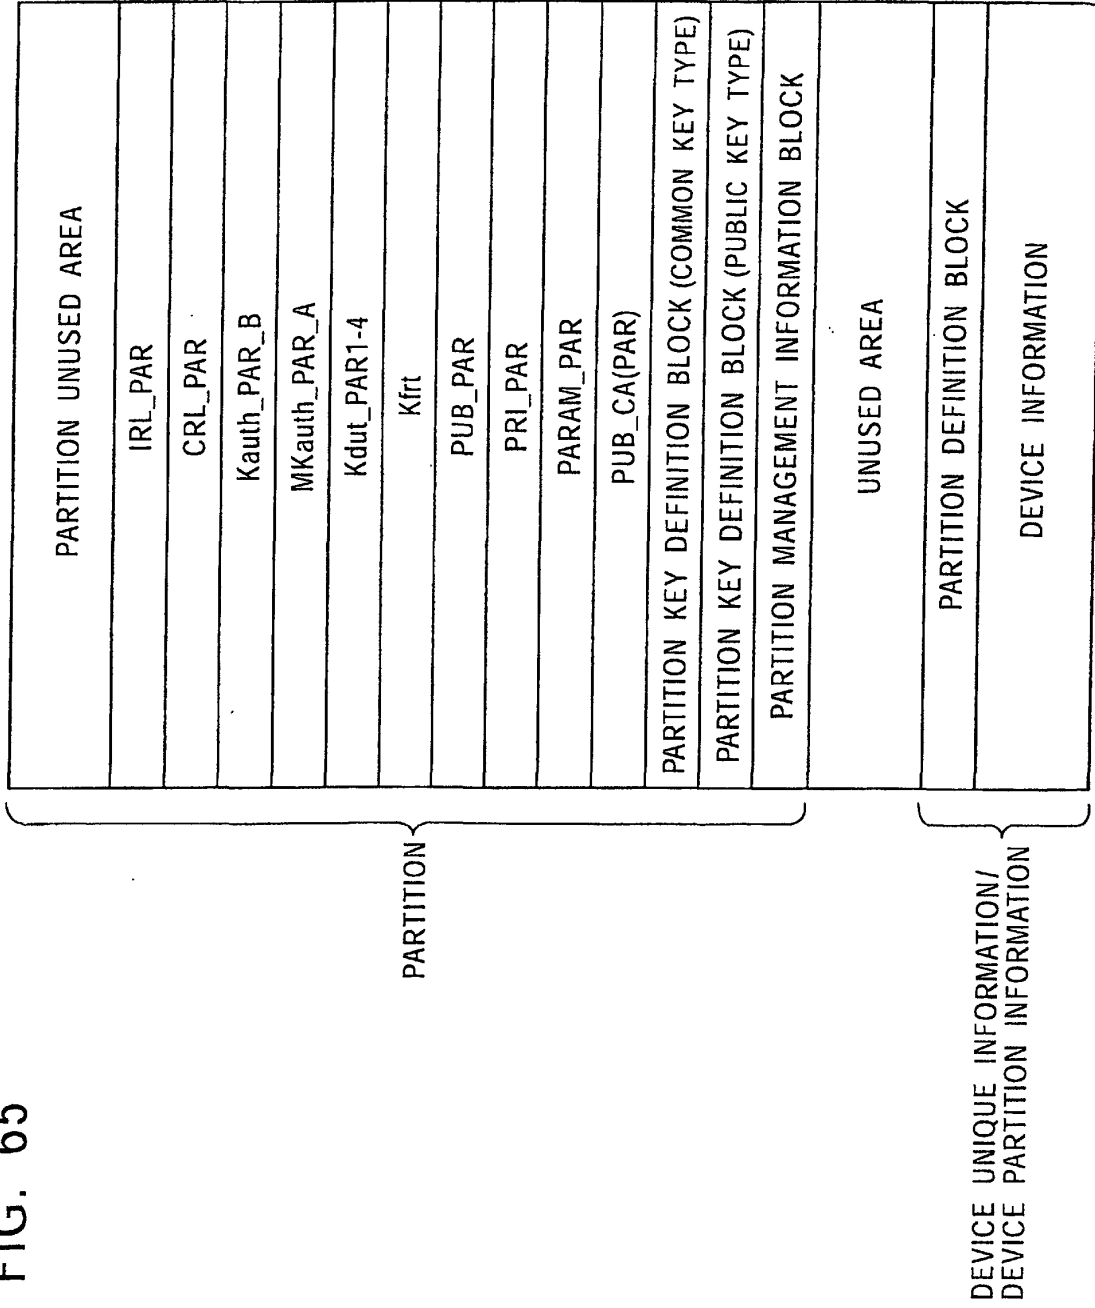 FIG. 65
PARTITION UNUSED AREA
IRL_PAR
CRL_PAR
Kauth_PAR_B
MKauth_PAR_A
Kdut_PAR1-4
Kfrt
PUB_PAR
PRI_PAR
PARAM_PAR
PUB_CA(PAR)
PARTITION KEY DEFINITION BLOCK (COMMON KEY TYPE)
PARTITION KEY DEFINITION BLOCK (PUBLIC KEY TYPE)
PARTITION MANAGEMENT INFORMATION BLOCK
UNUSED AREA
PARTITION DEFINITION BLOCK
DEVICE INFORMATION
PARTITION
DEVICE UNIQUE INFORMATION/
DEVICE PARTITION INFORMATION